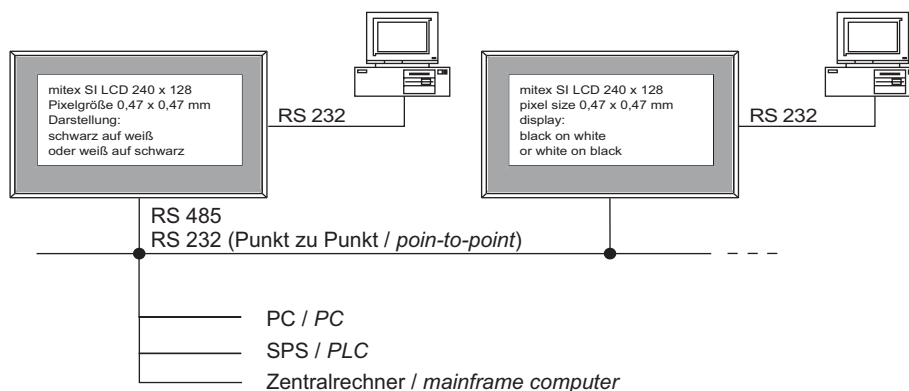 mitex SI LCD 240 x 128
Pixelgröße 0,47 x 0,47 mm
Darstellung:
schwarz auf weiß
oder weiß auf schwarz
RS 232
mitex SI LCD 240 x 128
pixel size 0,47 x 0,47 mm
display:
black on white
or white on black
RS 232
RS 485
RS 232 (Punkt zu Punkt / poin-to-point)
PC / PC
SPS / PLC
Zentralrechner / mainframe computer